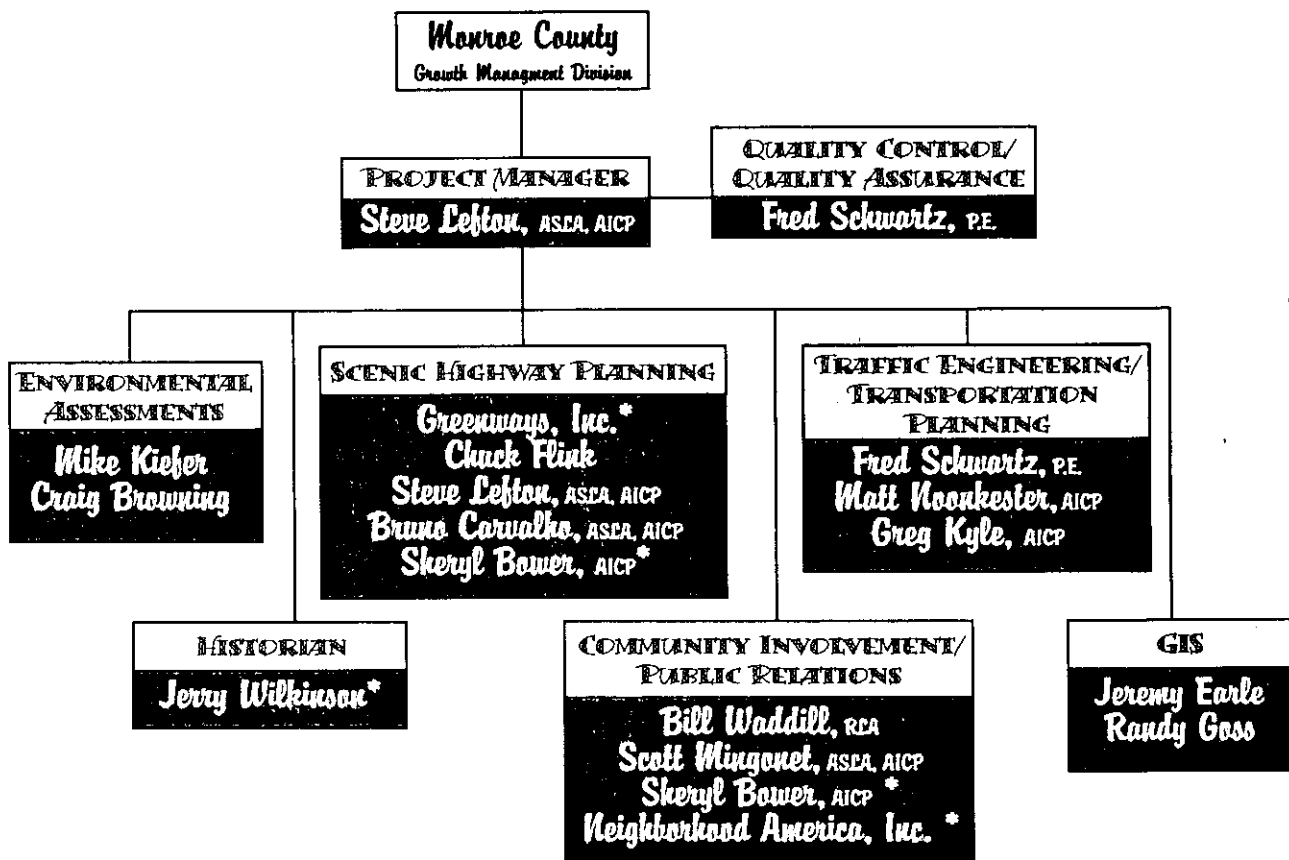 Monroe County
Growth Managment Division
PROJECT MANAGER
Steve Lefton, ASLA, AICP
QUALITY CONTROL/
QUALITY ASSURANCE
Fred Schwartz, P.E.
ENVIRONMENTAL
ASSESSMENTS
Mike Kiefer
Craig Browning
SCENIC HIGHWAY PLANNING
Greenways, Inc.*
Chuck Flink
Steve Lefton, ASLA, AICP
Bruno Carvalho, ASLA, AICP
Sheryl Bower, AICP*
TRAFFIC ENGINEERING/
TRANSPORTATION
PLANNING
Fred Schwartz, P.E.
Matt Noonkester, AICP
Greg Kyle, AICP
HISTORIAN
Jerry Wilkinson*
COMMUNITY INVOLVEMENT/
PUBLIC RELATIONS
Bill Waddill, RLA
Scott Mingonet, ASLA, AICP
Sheryl Bower, AICP *
Neighborhood America, Inc. *
GIS
Jeremy Earle
Randy Goss